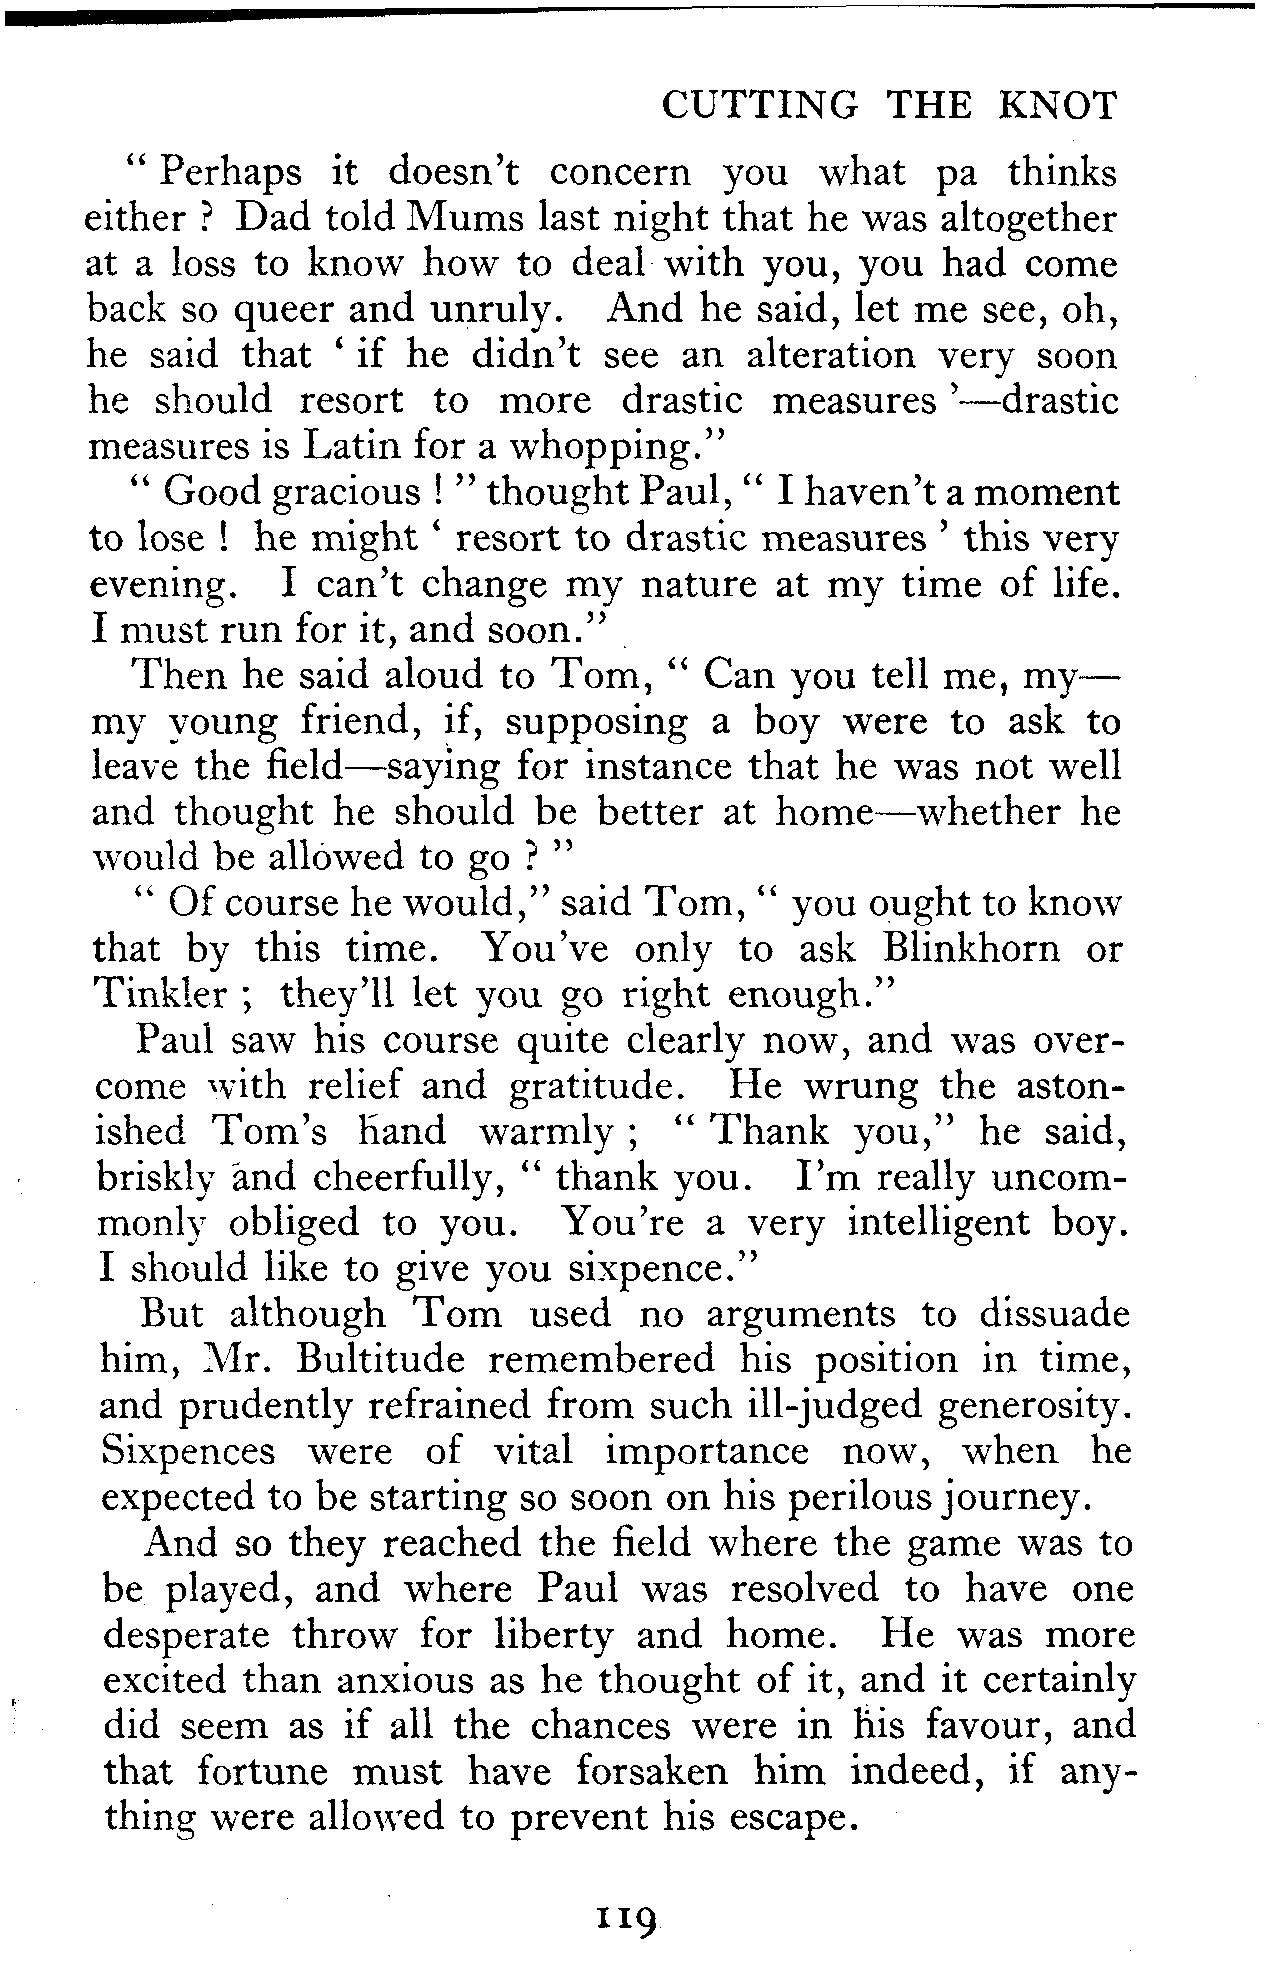 CUTTING THE KNOT
“ Perhaps it doesn't concern you what pa thinks
either ? Dad told Mums last night that he was altogether
at a loss to know how to deal with you, you had come
back so queer and unruly. And he said, let me see, oh,
he said that ‘ if he didn't see an alteration very soon
he should resort to more drastic measures ’—drastic
measures is Latin for a whopping.”
“ Good gracious ! ” thought Paul, “ I haven't a moment
to lose ! he might ‘ resort to drastic measures ’ this very
evening. I can't change my nature at my time of life.
I must run for it, and soon.”
Then he said aloud to Tom, “ Can you tell me, my—
my young friend, if, supposing a boy were to ask to
leave the field—saying for instance that he was not well
and thought he should be better at home—whether he
would be allowed to go ? ”
“ Of course he would,” said Tom, “ you ought to know
that by this time. You've only to ask Blinkhorn or
Tinkler ; they'll let you go right enough.”
Paul saw his course quite clearly now, and was over-
come with relief and gratitude. He wrung the aston-
ished Tom's hand warmly ; “ Thank you,” he said,
briskly and cheerfully, “ thank you. I'm really uncom-
monly obliged to you. You're a very intelligent boy.
I should like to give you sixpence.”
But although Tom used no arguments to dissuade
him, Mr. Bultitude remembered his position in time,
and prudently refrained from such ill-judged generosity.
Sixpences were of vital importance now, when he
expected to be starting so soon on his perilous journey.
And so they reached the field where the game was to
be played, and where Paul was resolved to have one
desperate throw for liberty and home. He was more
excited than anxious as he thought of it, and it certainly
did seem as if all the chances were in his favour, and
that fortune must have forsaken him indeed, if any-
thing were allowed to prevent his escape.
119